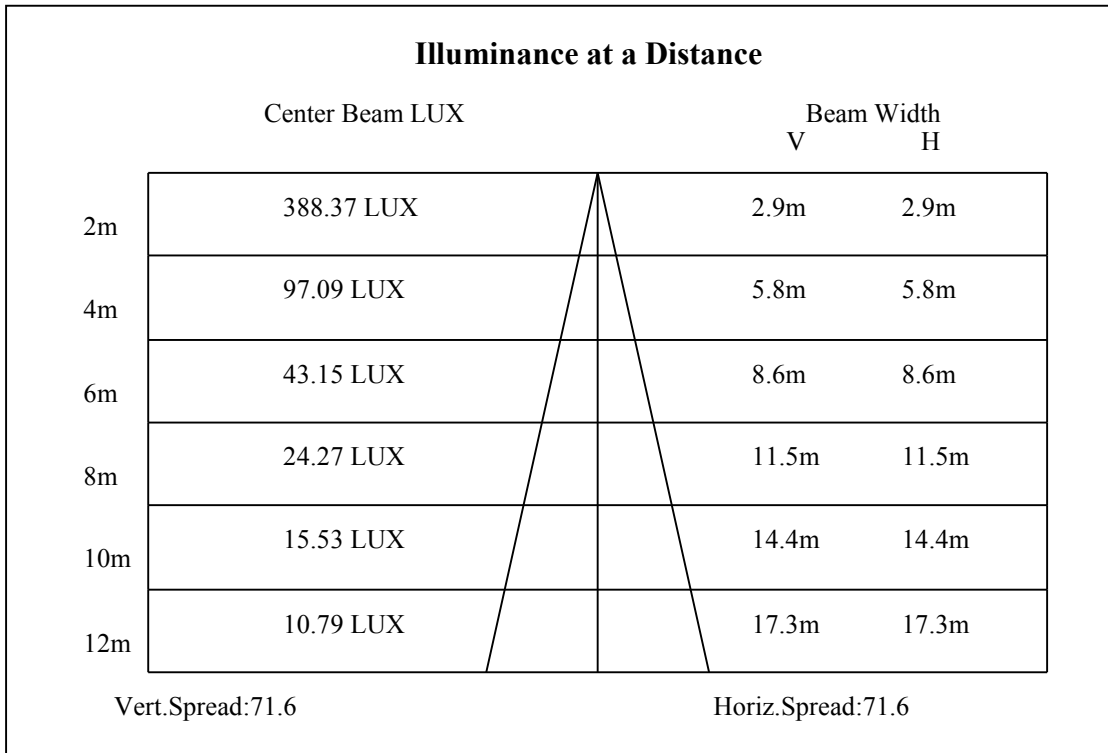 Illuminance at a Distance
Center Beam LUX Beam Width
V H
2m 388.37 LUX 2.9m 2.9m
4m 97.09 LUX 5.8m 5.8m
6m 43.15 LUX 8.6m 8.6m
8m 24.27 LUX 11.5m 11.5m
10m 15.53 LUX 14.4m 14.4m
12m 10.79 LUX 17.3m 17.3m
Vert.Spread:71.6 Horiz.Spread:71.6